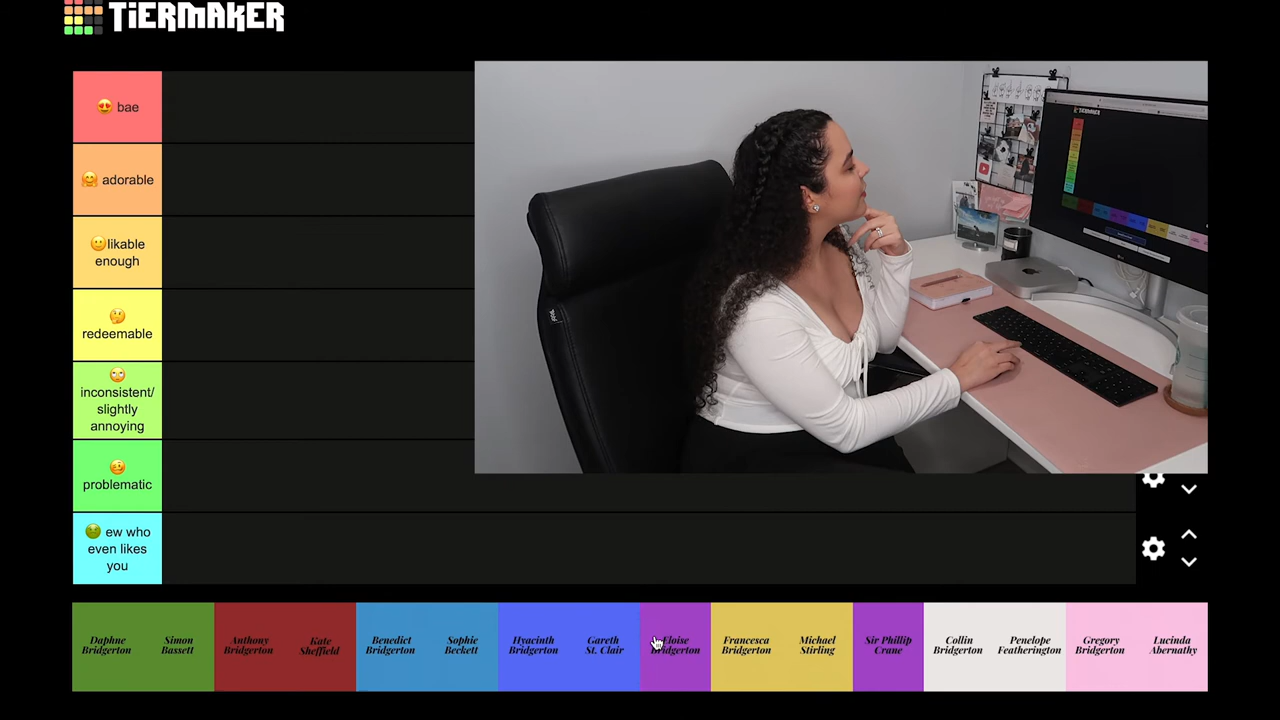 TiERMAKER
😍 bae
🤗 adorable
🙂likable
enough
🤔
redeemable
🙄
inconsistent/
slightly
annoying
🥴
problematic
🤢 ew who
even likes
you
Daphne
Bridgerton
Simon
Bassett
Anthony
Bridgerton
Kate
Sheffield
Benedict
Bridgerton
Sophie
Beckett
Hyacinth
Bridgerton
Gareth
St. Clair
Eloise
Bridgerton
Francesca
Bridgerton
Michael
Stirling
Sir Phillip
Crane
Collin
Bridgerton
Penelope
Featherington
Gregory
Bridgerton
Lucinda
Abernathy